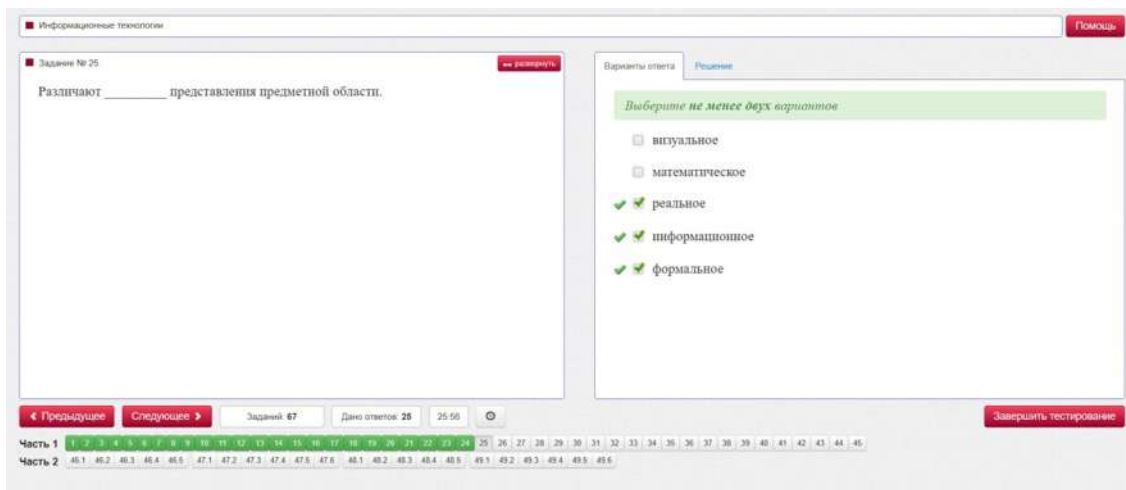 Информационные технологии
Помощь
Задание № 25
развернуть
Различают _________ представления предметной области.
Варианты ответа
Решение
Выберите не менее двух вариантов
визуальное
математическое
реальное
информационное
формальное
Предыдущее
Следующее
Заданий: 67
Дано ответов: 25
25:56
Завершить тестирование
Часть 1 1 2 3 4 5 6 7 8 9 10 11 12 13 14 15 16 17 18 19 20 21 22 23 24 25 26 27 28 29 30 31 32 33 34 35 36 37 38 39 40 41 42 43 44 45
Часть 2 46.1 46.2 46.3 46.4 46.5 47.1 47.2 47.3 47.4 47.5 47.6 48.1 48.2 48.3 48.4 48.5 49.1 49.2 49.3 49.4 49.5 49.6